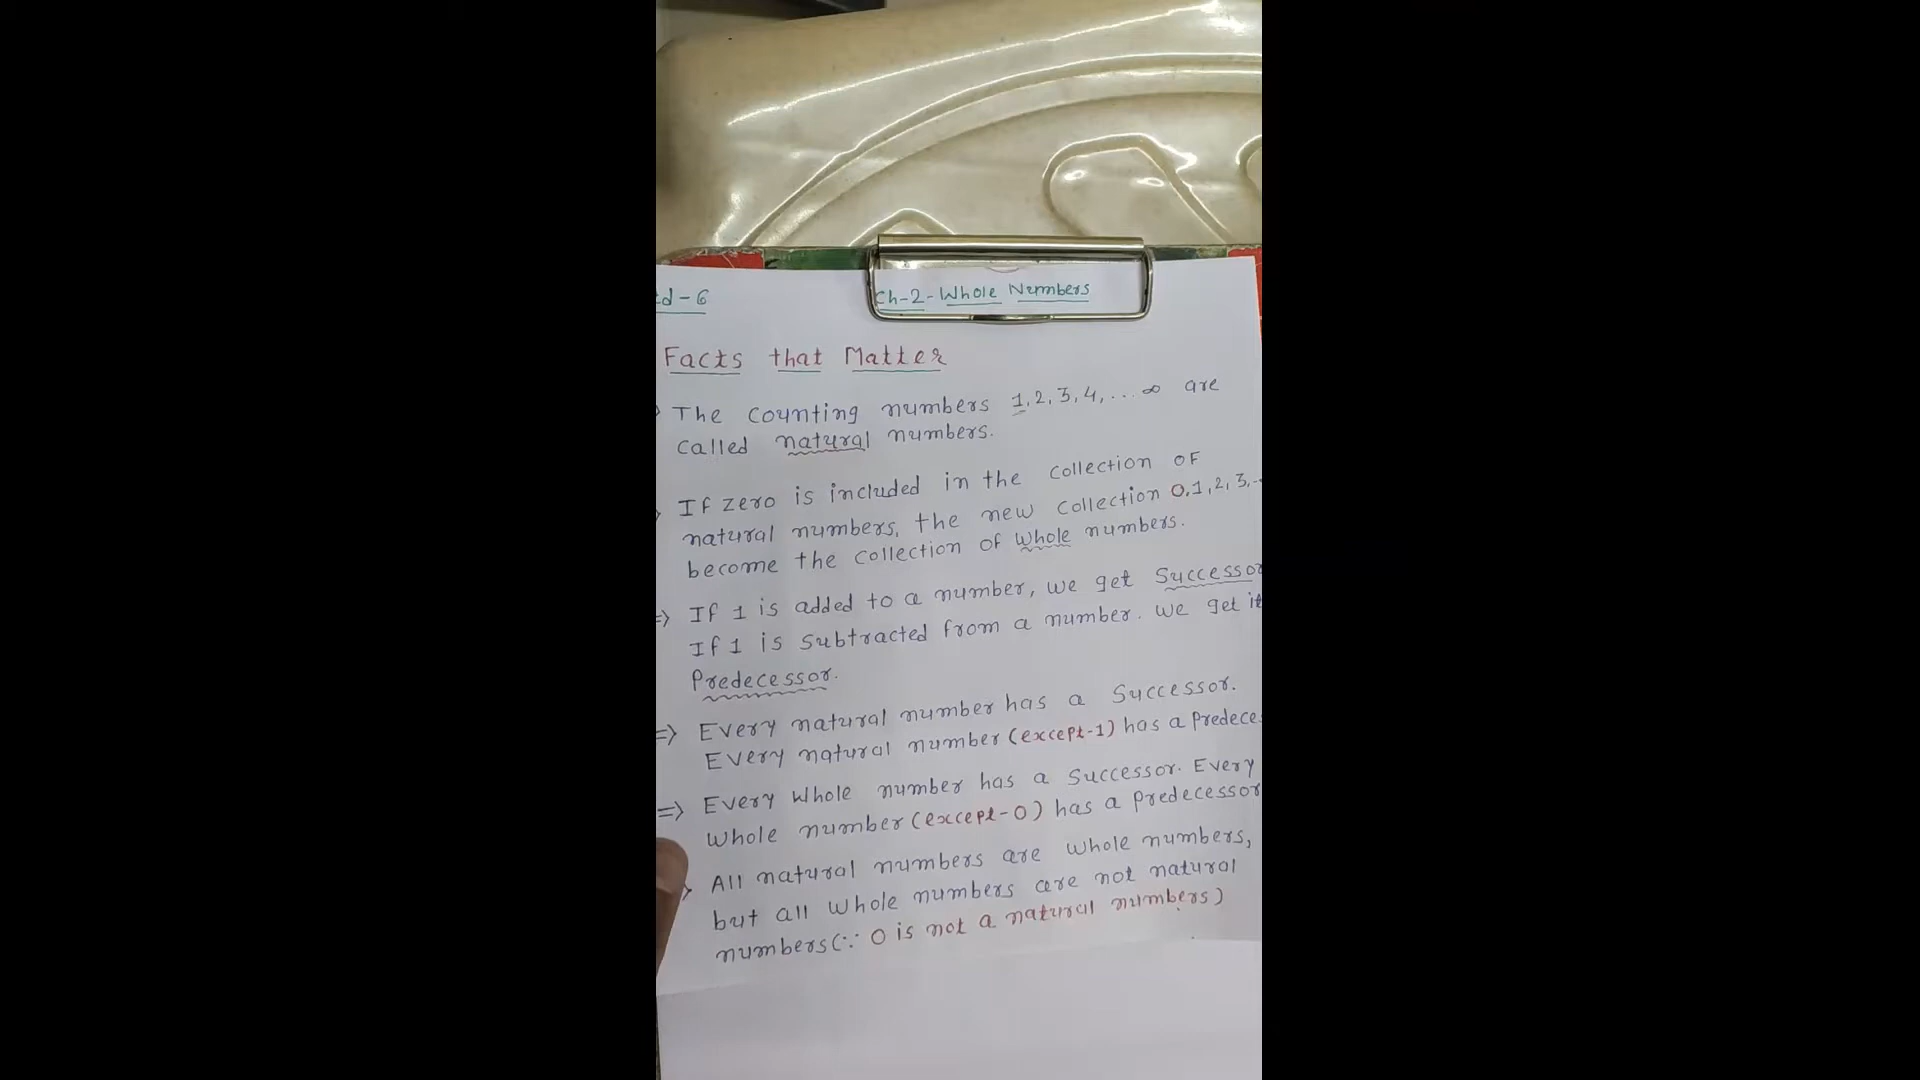 d-6
Ch-2-Whole Numbers
Facts that Matter
The counting numbers 1,2,3,4,...∞ are
called natural numbers.
If zero is included in the collection of
natural numbers, the new collection 0,1,2,3,..
become the collection of whole numbers.
=> If 1 is added to a number, we get Successor
If 1 is subtracted from a number. we get it
Predecessor.
=> Every natural number has a Successor.
Every natural number (except-1) has a Predeces
=> Every whole number has a Successor. Every
whole number (except-0) has a predecessor
All natural numbers are whole numbers,
but all whole numbers are not natural
numbers (∵ 0 is not a natural numbers)